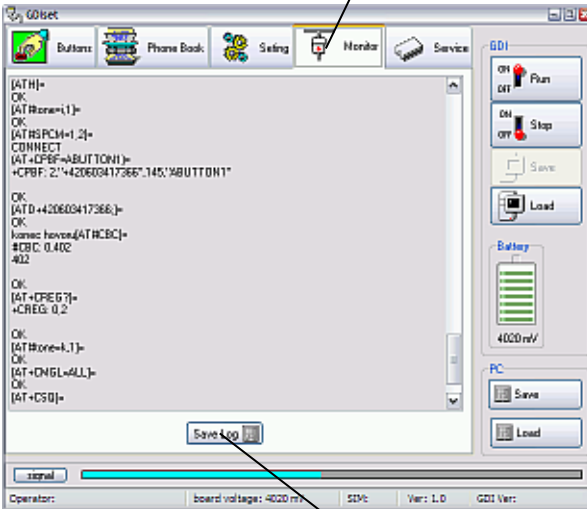 GDIset
Buttons
Phone Book
Seting
Monitor
Service
[ATH]=
OK
[AT#tone=i,1]=
OK
[AT#SPCM=1,2]=
CONNECT
[AT+CPBF=ABUTTON1]=
+CPBF: 2,"+420603417366",145,"ABUTTON1"
OK
[ATD+420603417366;]=
OK
konec hovoru[AT#CBC]=
#CBC: 0,402
402
OK
[AT+CREG?]=
+CREG: 0,2
OK
[AT#tone=k,1]=
OK
[AT+CMGL=ALL]=
OK
[AT+CSQ]=
Save Log
GDI
ON
OFF
Run
ON
OFF
Stop
Save
Load
Battery
4020 mV
PC
Save
Load
signal
Operator:
board voltage: 4020 mV
SIM:
Ver: 1.0
GDI Ver: